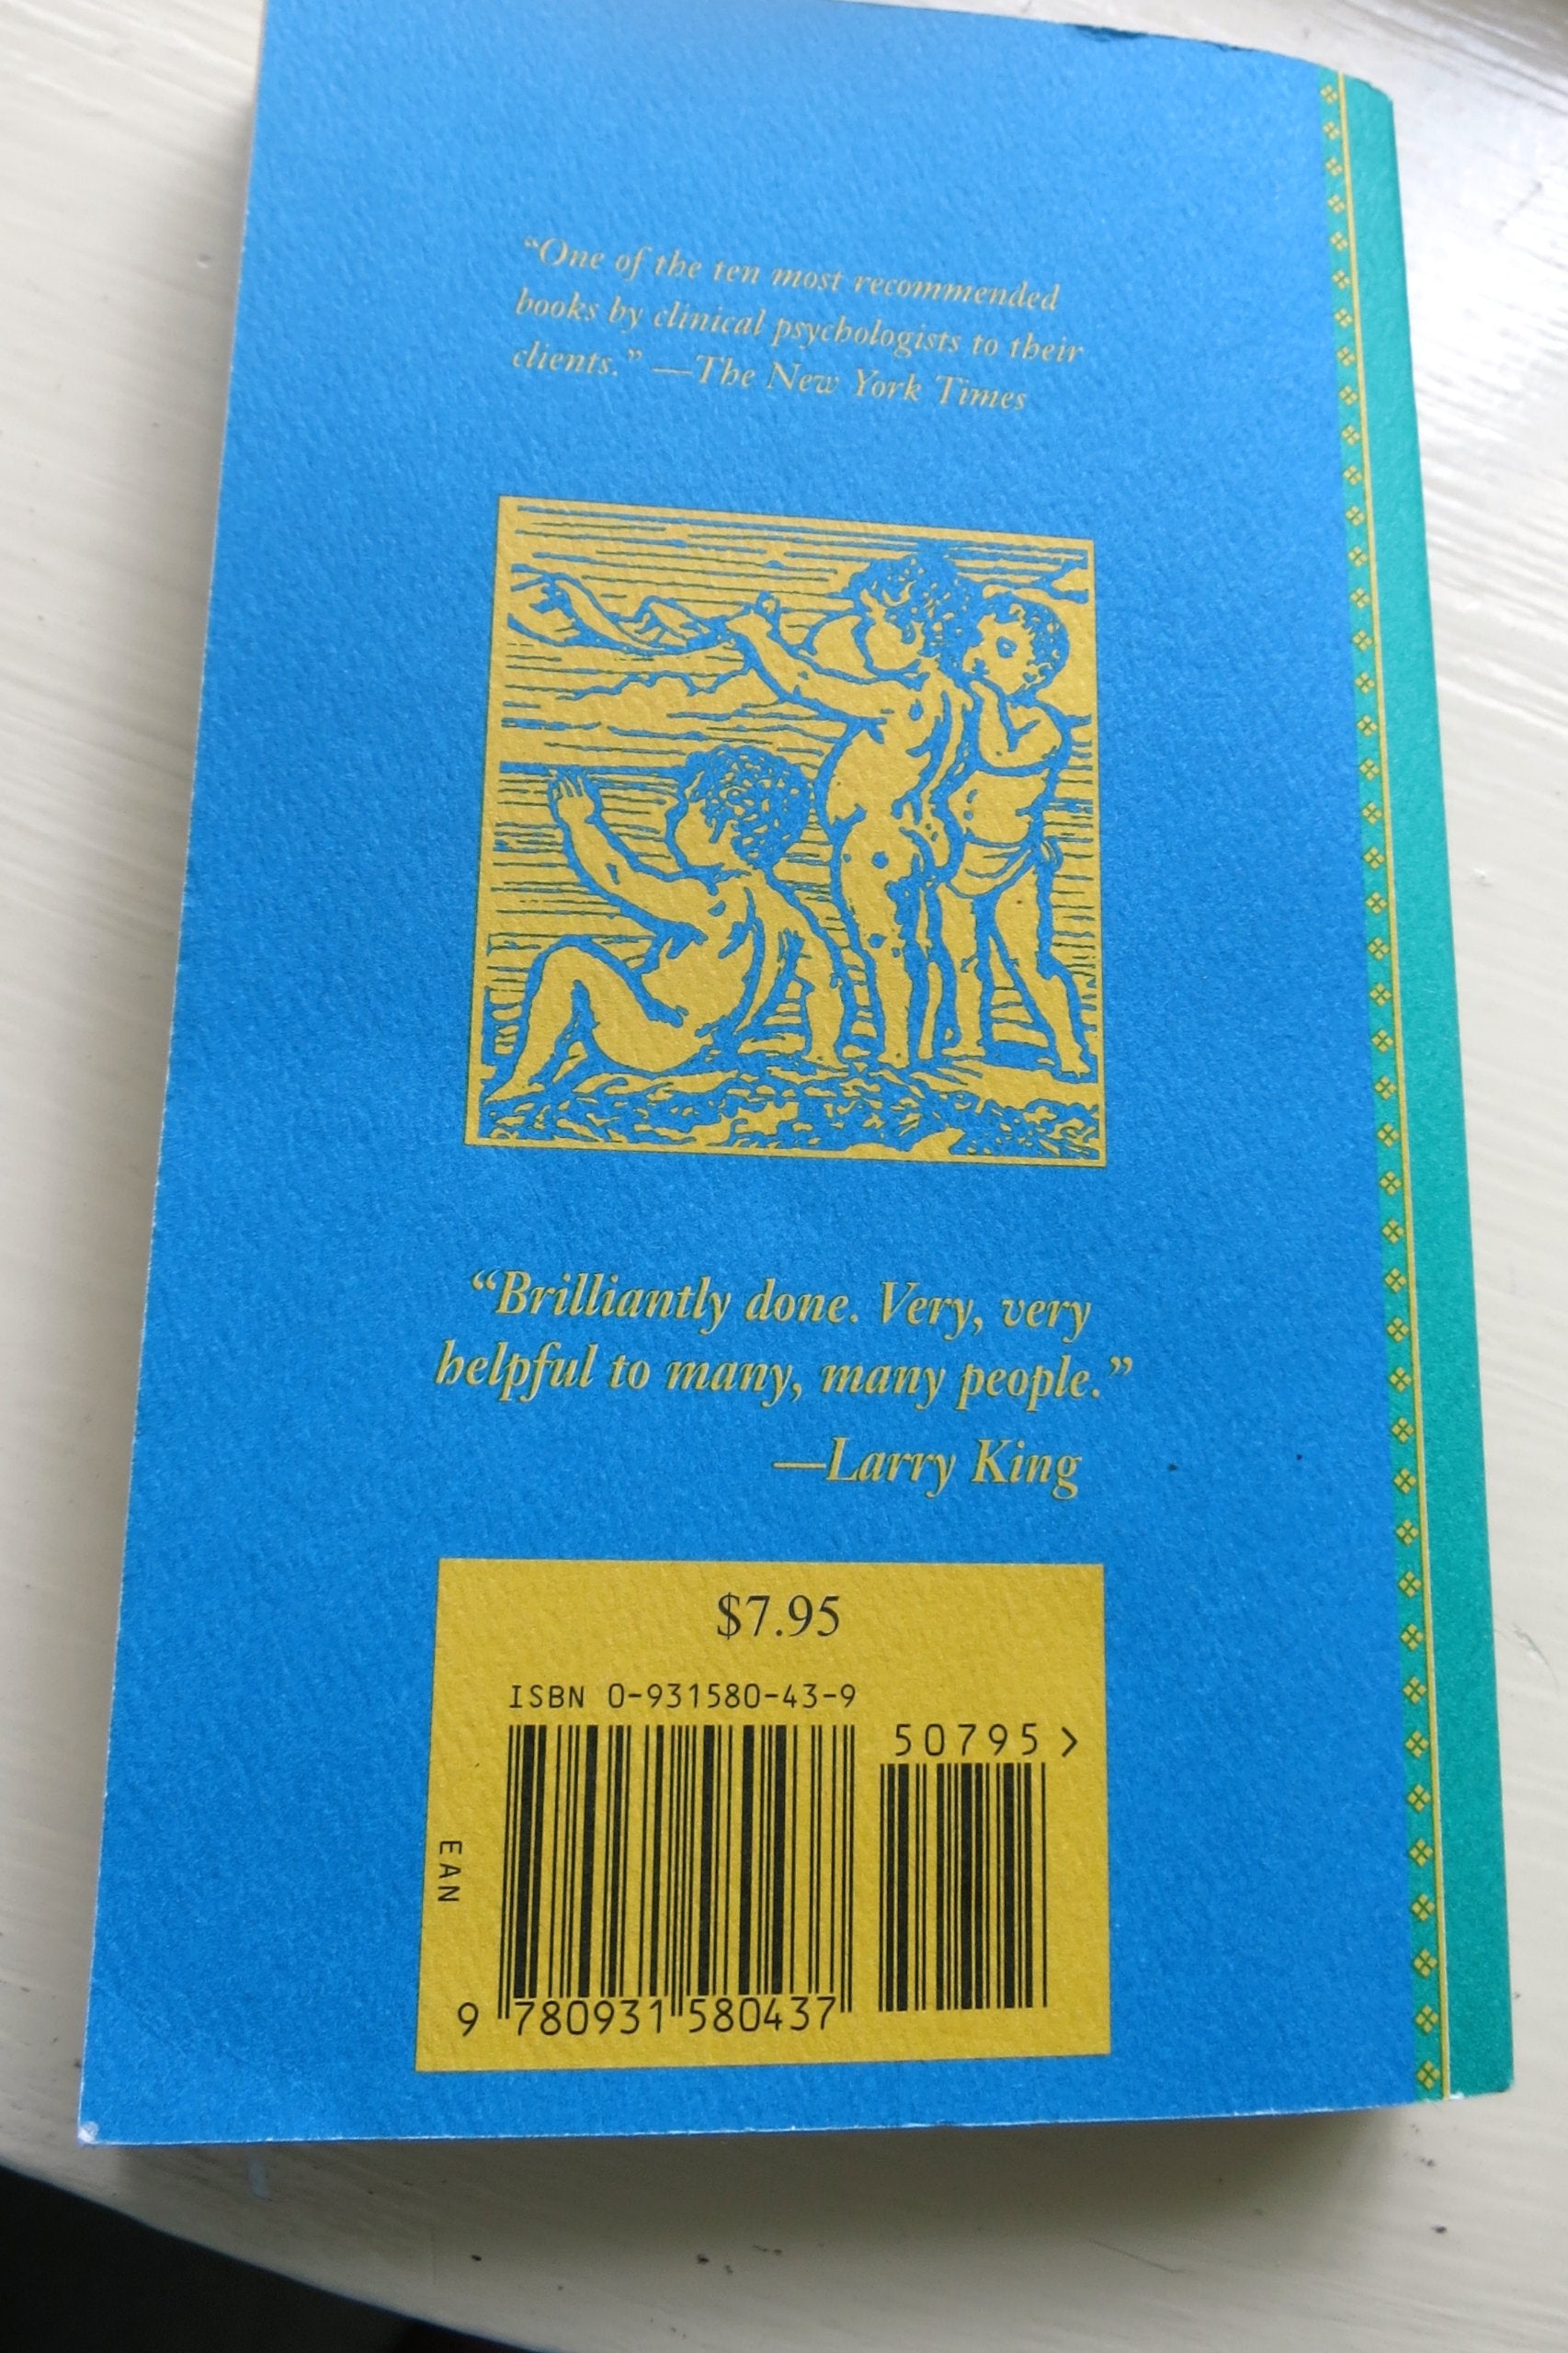 “One of the ten most recommended
books by clinical psychologists to their
clients.” —The New York Times
“Brilliantly done. Very, very
helpful to many, many people.”
—Larry King
$7.95
ISBN 0-931580-43-9
50795 >
EAN
9 780931 580437